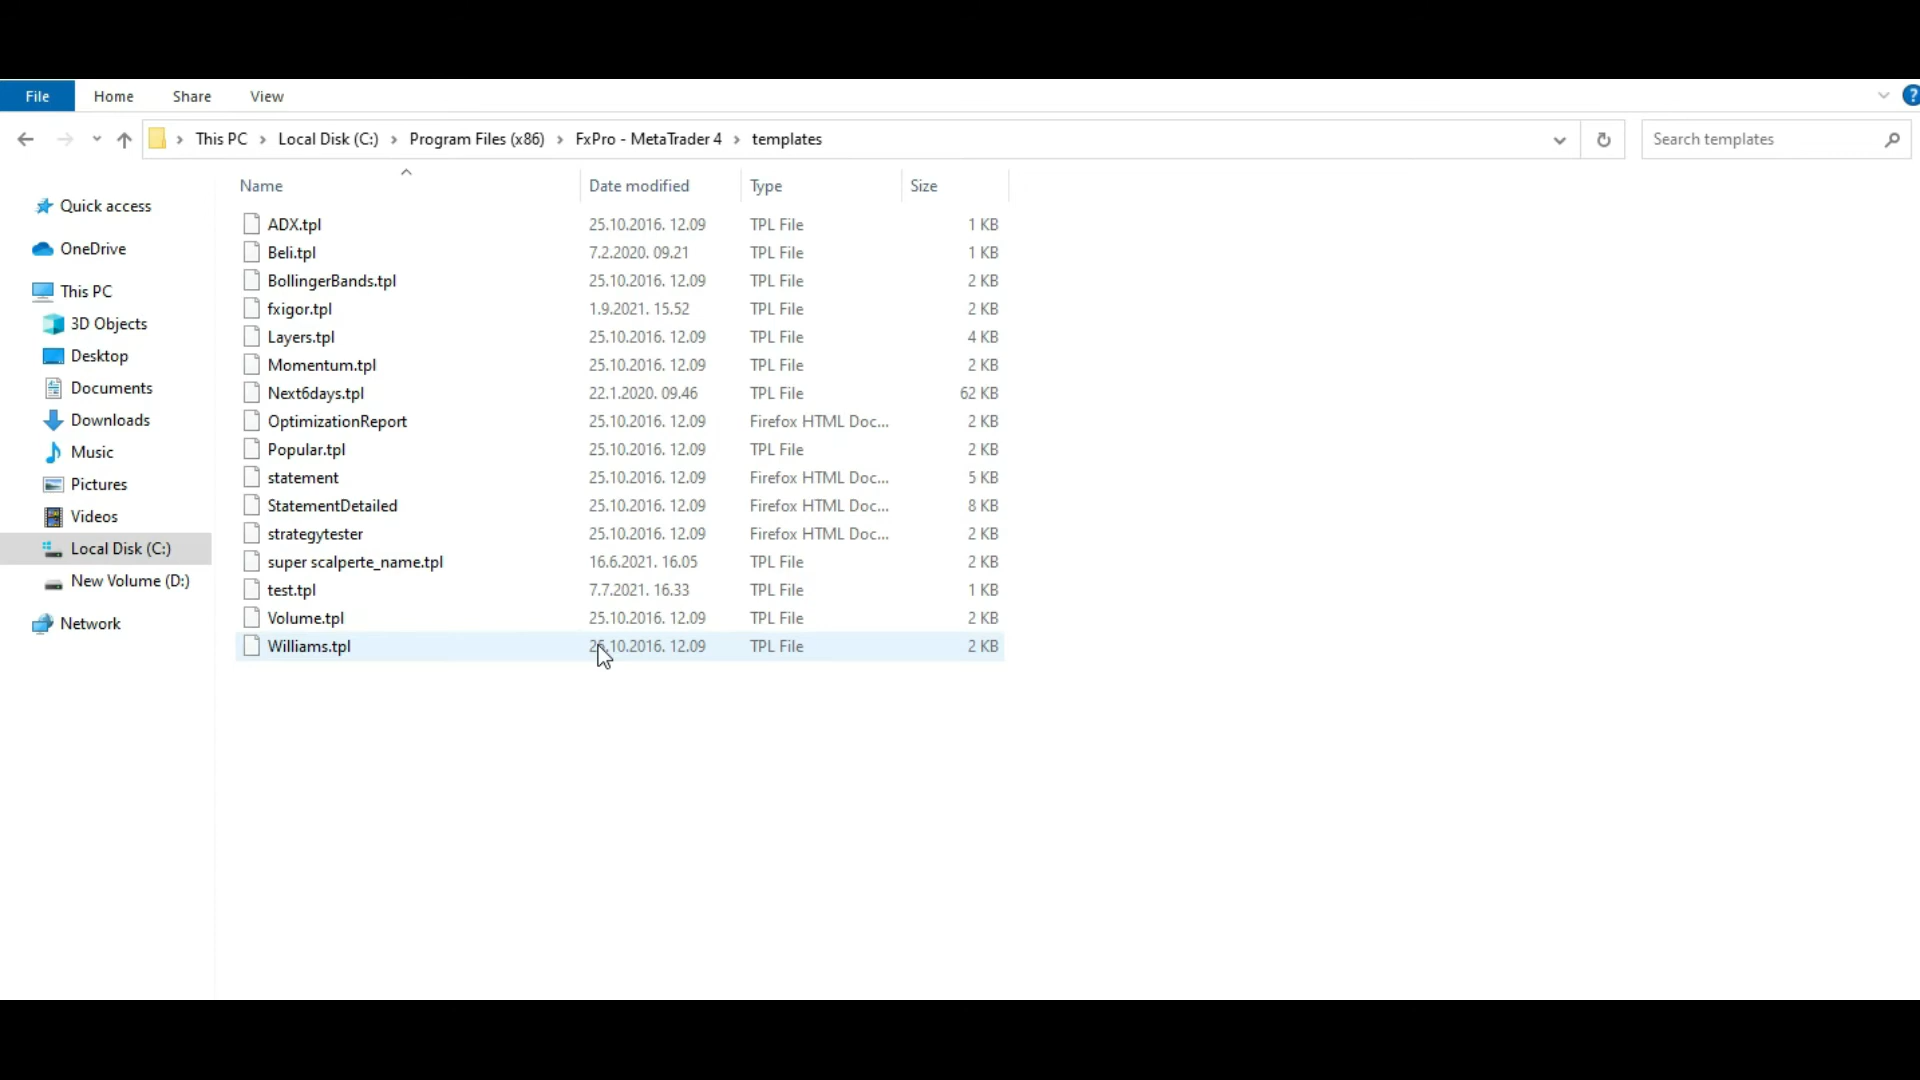 File Home Share View ?
This PC Local Disk (C:) Program Files (x86) FxPro - MetaTrader 4 templates Search templates
Name Date modified Type Size
Quick access
OneDrive
This PC
3D Objects
Desktop
Documents
Downloads
Music
Pictures
Videos
Local Disk (C:)
New Volume (D:)
Network
ADX.tpl 25.10.2016. 12.09 TPL File 1 KB
Beli.tpl 7.2.2020. 09.21 TPL File 1 KB
BollingerBands.tpl 25.10.2016. 12.09 TPL File 2 KB
fxigor.tpl 1.9.2021. 15.52 TPL File 2 KB
Layers.tpl 25.10.2016. 12.09 TPL File 4 KB
Momentum.tpl 25.10.2016. 12.09 TPL File 2 KB
Next6days.tpl 22.1.2020. 09.46 TPL File 62 KB
OptimizationReport 25.10.2016. 12.09 Firefox HTML Doc... 2 KB
Popular.tpl 25.10.2016. 12.09 TPL File 2 KB
statement 25.10.2016. 12.09 Firefox HTML Doc... 5 KB
StatementDetailed 25.10.2016. 12.09 Firefox HTML Doc... 8 KB
strategytester 25.10.2016. 12.09 Firefox HTML Doc... 2 KB
super scalperte_name.tpl 16.6.2021. 16.05 TPL File 2 KB
test.tpl 7.7.2021. 16.33 TPL File 1 KB
Volume.tpl 25.10.2016. 12.09 TPL File 2 KB
Williams.tpl 25.10.2016. 12.09 TPL File 2 KB